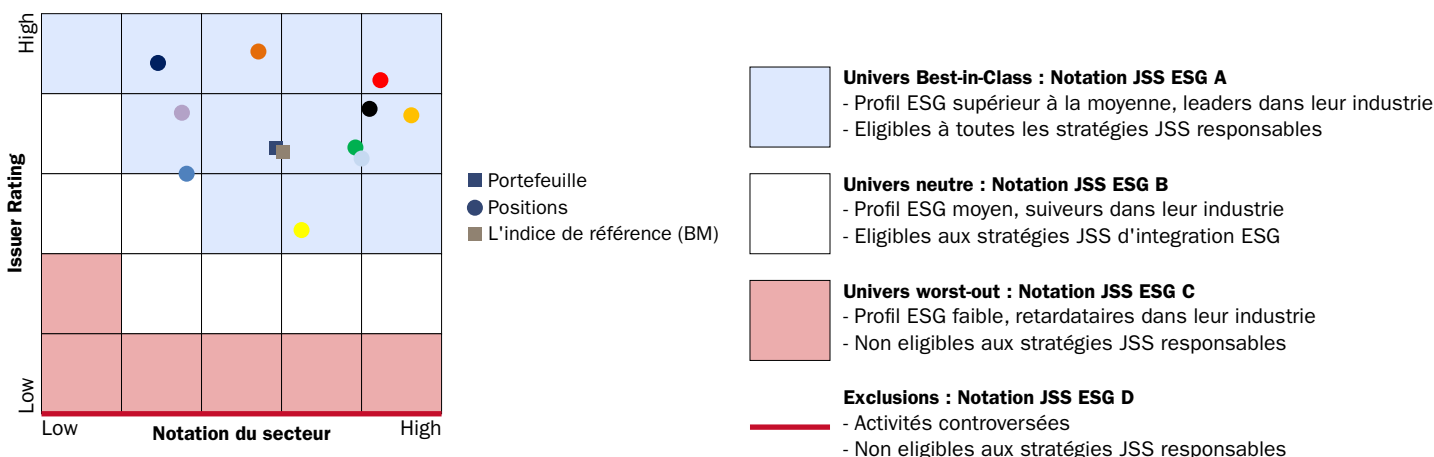 High
Issuer Rating
Low
Low
Notation du secteur
High
Portefeuille
Positions
L'indice de référence (BM)
Univers Best-in-Class : Notation JSS ESG A
- Profil ESG supérieur à la moyenne, leaders dans leur industrie
- Eligibles à toutes les stratégies JSS responsables
Univers neutre : Notation JSS ESG B
- Profil ESG moyen, suiveurs dans leur industrie
- Eligibles aux stratégies JSS d'integration ESG
Univers worst-out : Notation JSS ESG C
- Profil ESG faible, retardataires dans leur industrie
- Non eligibles aux stratégies JSS responsables
Exclusions : Notation JSS ESG D
- Activités controversées
- Non eligibles aux stratégies JSS responsables